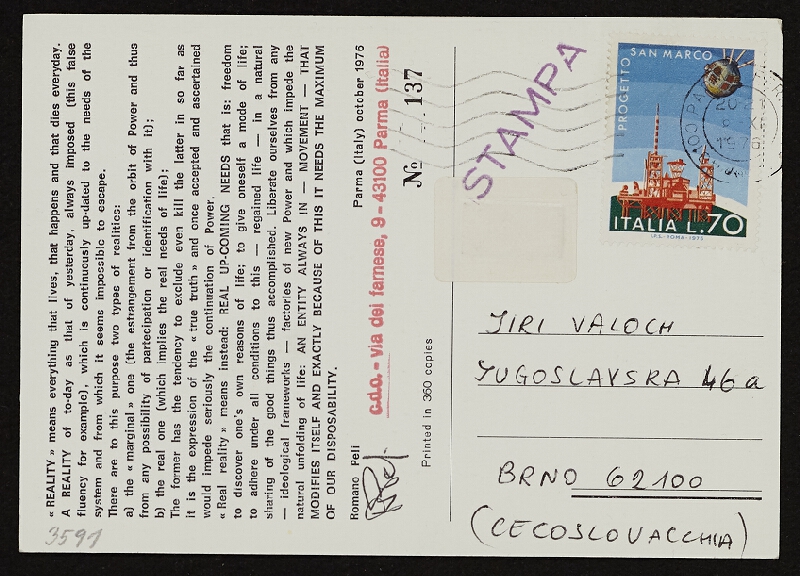 « REALITY » means everything that lives, that happens and that dies everyday.
A REALITY of to-day as that of yesterday, always imposed (this false
fluency for example), which is continuously up-dated to the needs of the
system and from which it seems impossible to escape.
There are to this purpose two types of realities:
a) the « marginal » one (the estrangement from the orbit of Power and thus
from any possibility of partecipation or identification with it);
b) the real one (which implies the real needs of life);
The former has the tendency to exclude even kill the latter in so far as
it is the expression of the « true truth » and once accepted and ascertained
would impede seriously the continuation of Power.
« Real reality » means instead: REAL UP-COMING NEEDS that is: freedom
to discover one's own reasons of life; to give oneself a mode of life;
to adhere under all conditions to this — regained life — in a natural
sharing of the good things thus accomplished. Liberate ourselves from any
— ideological frameworks — factories of new Power and which impede the
natural unfolding of life: AN ENTITY ALWAYS IN — MOVEMENT — THAT
MODIFIES ITSELF AND EXACTLY BECAUSE OF THIS IT NEEDS THE MAXIMUM
OF OUR DISPOSABILITY.
Romano Peli
Parma (Italy) october 1976
c.d.o. - via dei farnese, 9 - 43100 Parma (Italia)
No 137
Printed in 350 copies
3591
STAMPA
PROGETTO SAN MARCO
ITALIA L.70
I.P.S.-ROMA-1975
1976
JIRI VALOCH
JUGOSLAVSRA 46a
BRNO 62100
(CECOSLOVACCHIA)